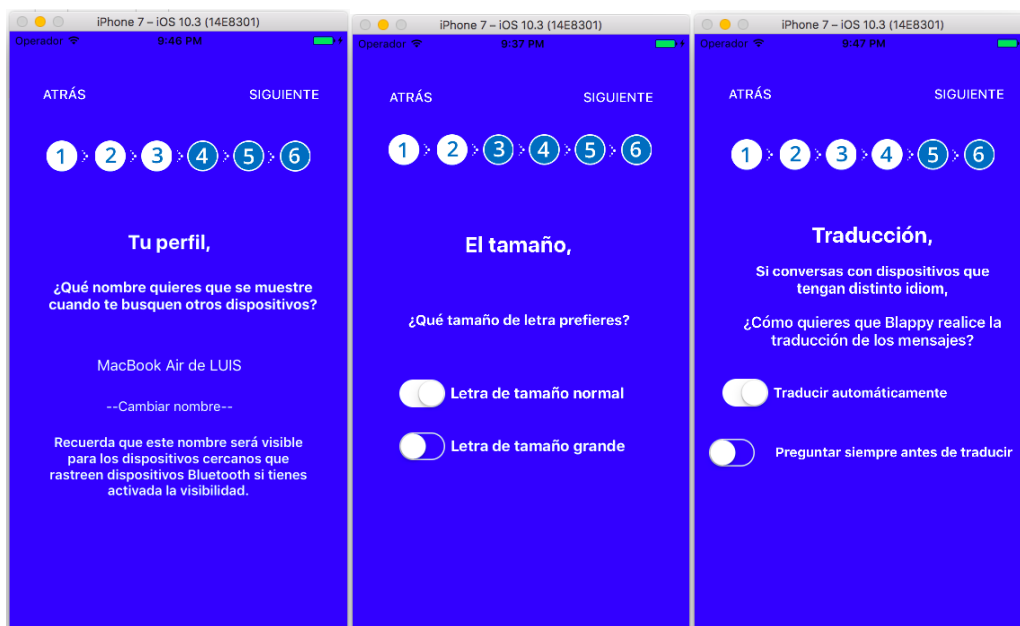 iPhone 7 – iOS 10.3 (14E8301)
Operador 9:46 PM
ATRÁS SIGUIENTE
1 2 3 4 5 6
Tu perfil,
¿Qué nombre quieres que se muestre
cuando te busquen otros dispositivos?
MacBook Air de LUIS
--Cambiar nombre--
Recuerda que este nombre será visible
para los dispositivos cercanos que
rastreen dispositivos Bluetooth si tienes
activada la visibilidad.
iPhone 7 – iOS 10.3 (14E8301)
Operador 9:37 PM
ATRÁS SIGUIENTE
1 2 3 4 5 6
El tamaño,
¿Qué tamaño de letra prefieres?
Letra de tamaño normal
Letra de tamaño grande
iPhone 7 – iOS 10.3 (14E8301)
Operador 9:47 PM
ATRÁS SIGUIENTE
1 2 3 4 5 6
Traducción,
Si conversas con dispositivos que
tengan distinto idiom,
¿Cómo quieres que Blappy realice la
traducción de los mensajes?
Traducir automáticamente
Preguntar siempre antes de traducir